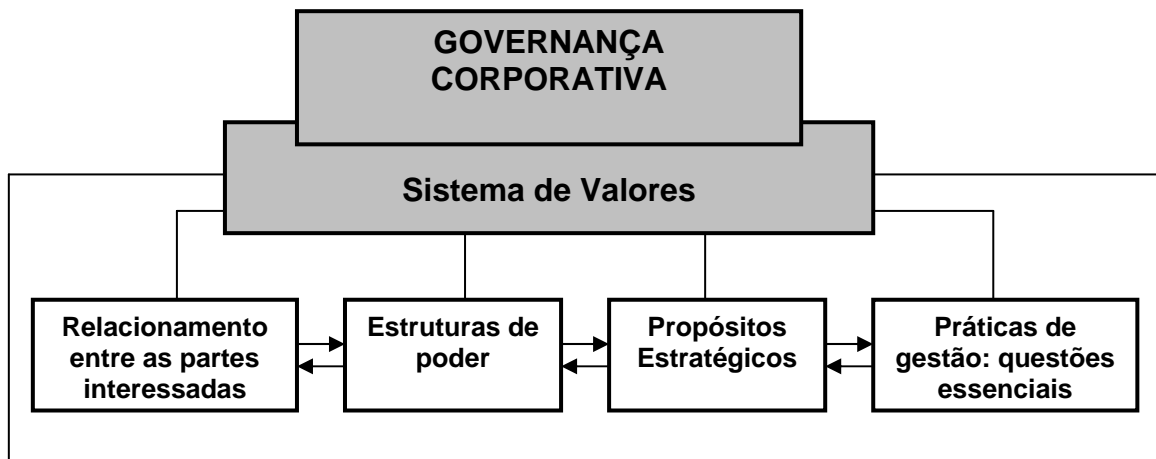 GOVERNANÇA
CORPORATIVA
Sistema de Valores
Relacionamento
entre as partes
interessadas
Estruturas de
poder
Propósitos
Estratégicos
Práticas de
gestão: questões
essenciais